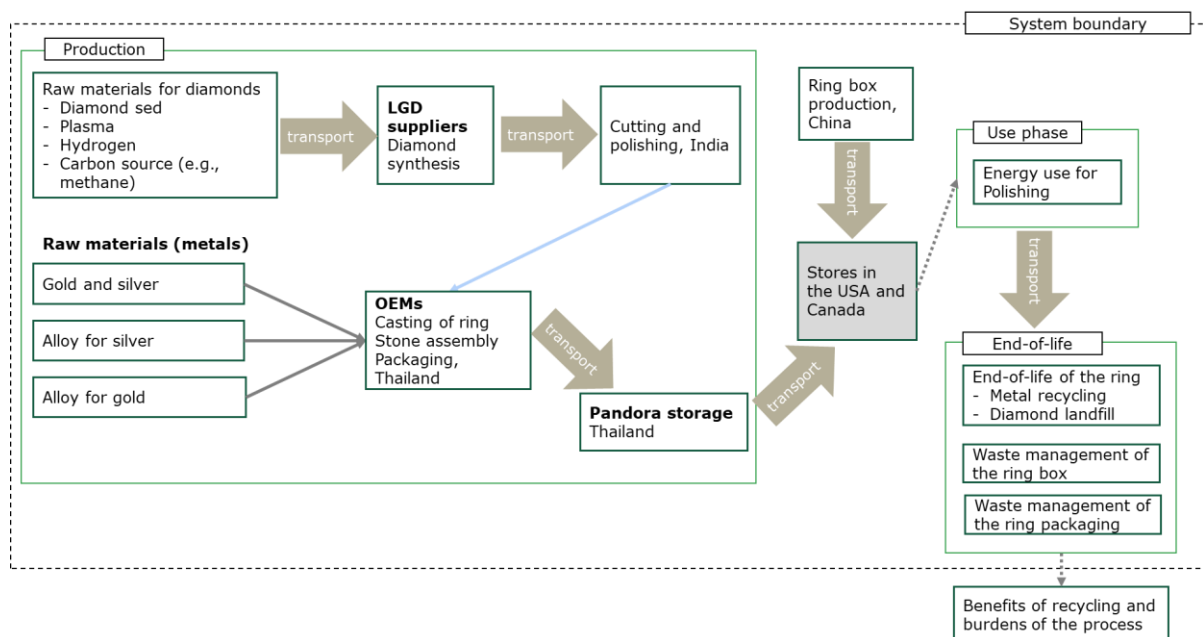 System boundary
Production
Raw materials for diamonds
- Diamond sed
- Plasma
- Hydrogen
- Carbon source (e.g.,
methane)
transport
LGD
suppliers
Diamond
synthesis
transport
Cutting and
polishing, India
Ring box
production,
China
transport
Use phase
Energy use for
Polishing
transport
Raw materials (metals)
Gold and silver
Alloy for silver
Alloy for gold
OEMs
Casting of ring
Stone assembly
Packaging,
Thailand
transport
Pandora storage
Thailand
transport
Stores in
the USA and
Canada
End-of-life
End-of-life of the ring
- Metal recycling
- Diamond landfill
Waste management of
the ring box
Waste management
of the ring packaging
Benefits of recycling and
burdens of the process